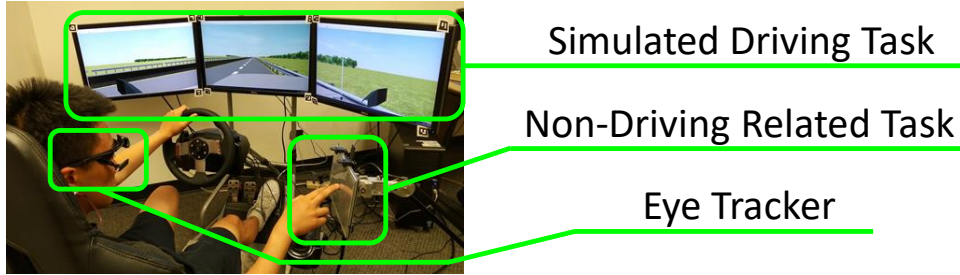 Simulated Driving Task
Non-Driving Related Task
Eye Tracker